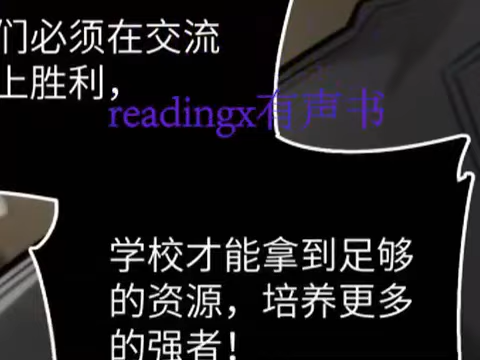 们必须在交流
上胜利，
readingx有声书
学校才能拿到足够
的资源，培养更多
的强者！